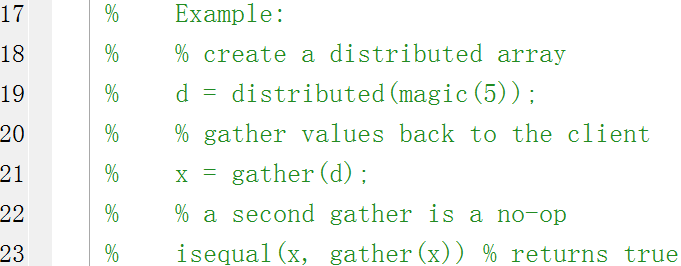 17 %    Example:
18 %    % create a distributed array
19 %    d = distributed(magic(5));
20 %    % gather values back to the client
21 %    x = gather(d);
22 %    % a second gather is a no-op
23 %    isequal(x, gather(x)) % returns true